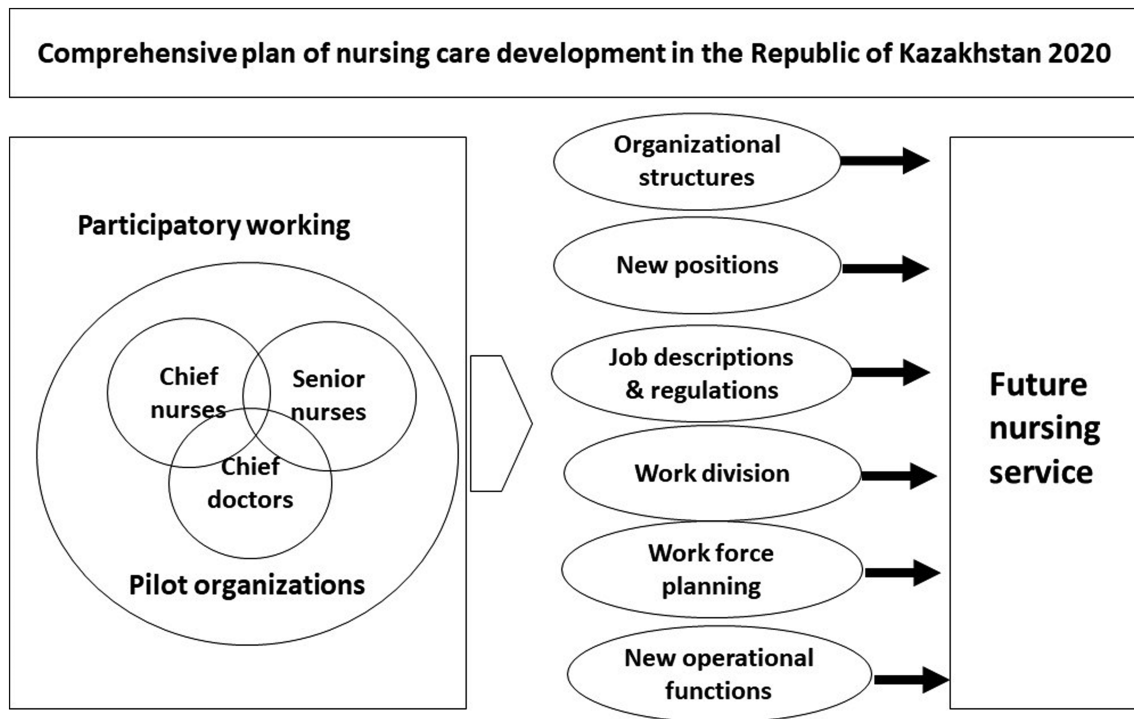 Comprehensive plan of nursing care development in the Republic of Kazakhstan 2020
Participatory working
Chief
nurses
Senior
nurses
Chief
doctors
Pilot organizations
Organizational
structures
New positions
Job descriptions
& regulations
Work division
Work force
planning
New operational
functions
Future
nursing
service